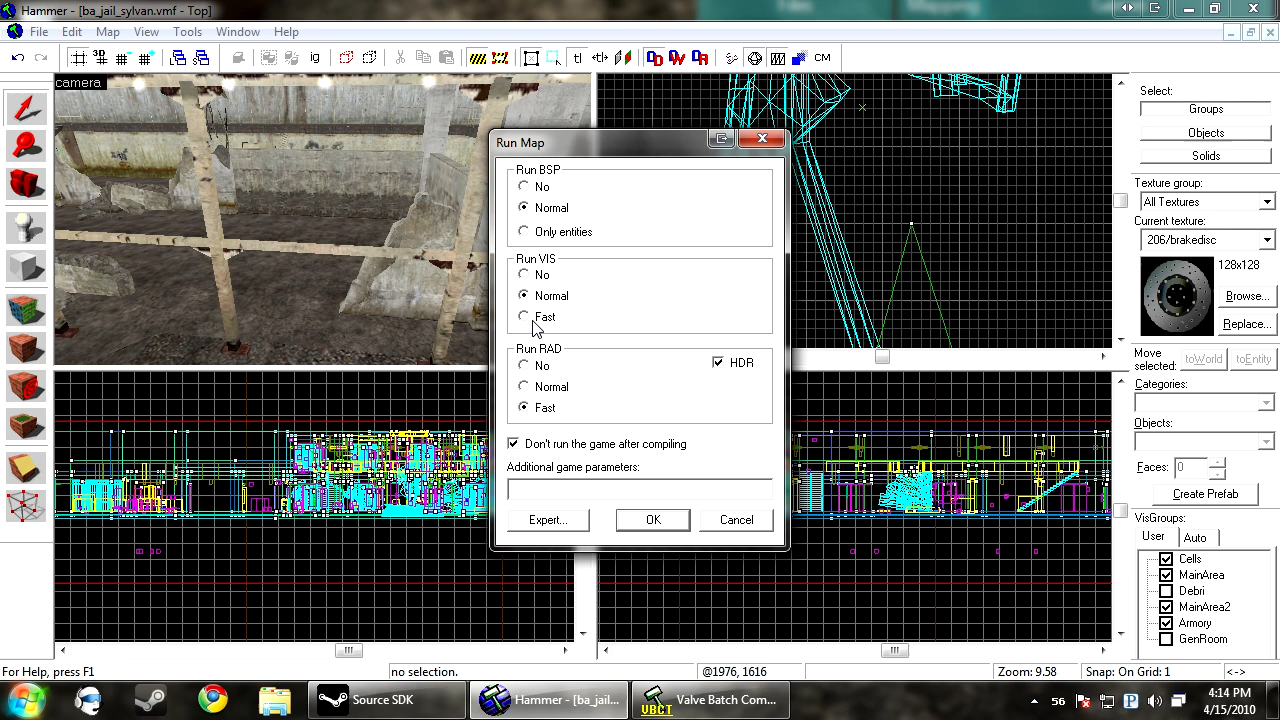 Hammer - [ba_jail_sylvan.vmf - Top]
File Edit Map View Tools Window Help
3D ig tl CM
camera
Run Map
Run BSP
No
Normal
Only entities
Run VIS
No
Normal
Fast
Run RAD
No
HDR
Normal
Fast
Don't run the game after compiling
Additional game parameters:
Expert... OK Cancel
Select:
Groups
Objects
Solids
Texture group:
All Textures
Current texture:
206/brakedisc
128x128
Browse...
Replace...
Move selected:
toWorld toEntity
Categories:
Objects:
Faces: 0
Create Prefab
VisGroups:
User Auto
Cells
MainArea
Debri
MainArea2
Armory
GenRoom
For Help, press F1 no selection. @1976, 1616 Zoom: 9.58 Snap: On Grid: 1 <->
Source SDK
Hammer - [ba_jail...
VBCT
Valve Batch Com...
56
4:14 PM
4/15/2010